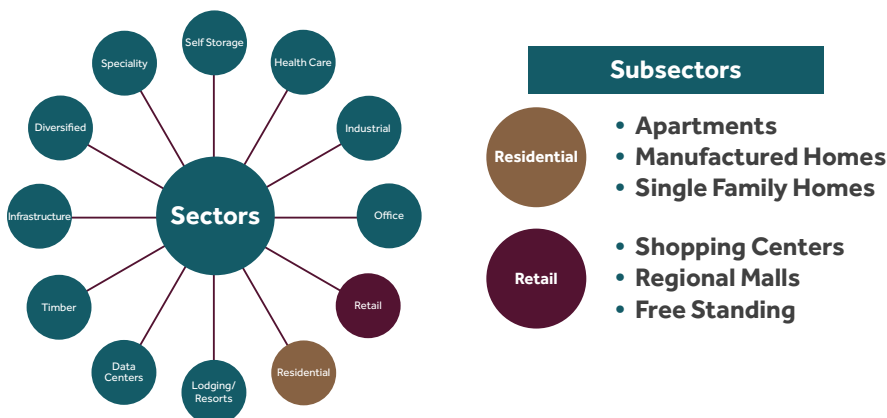 Self Storage
Health Care
Industrial
Office
Retail
Residential
Lodging/
Resorts
Data
Centers
Timber
Infrastructure
Diversified
Speciality
Sectors
Subsectors
Residential
• Apartments
• Manufactured Homes
• Single Family Homes
Retail
• Shopping Centers
• Regional Malls
• Free Standing